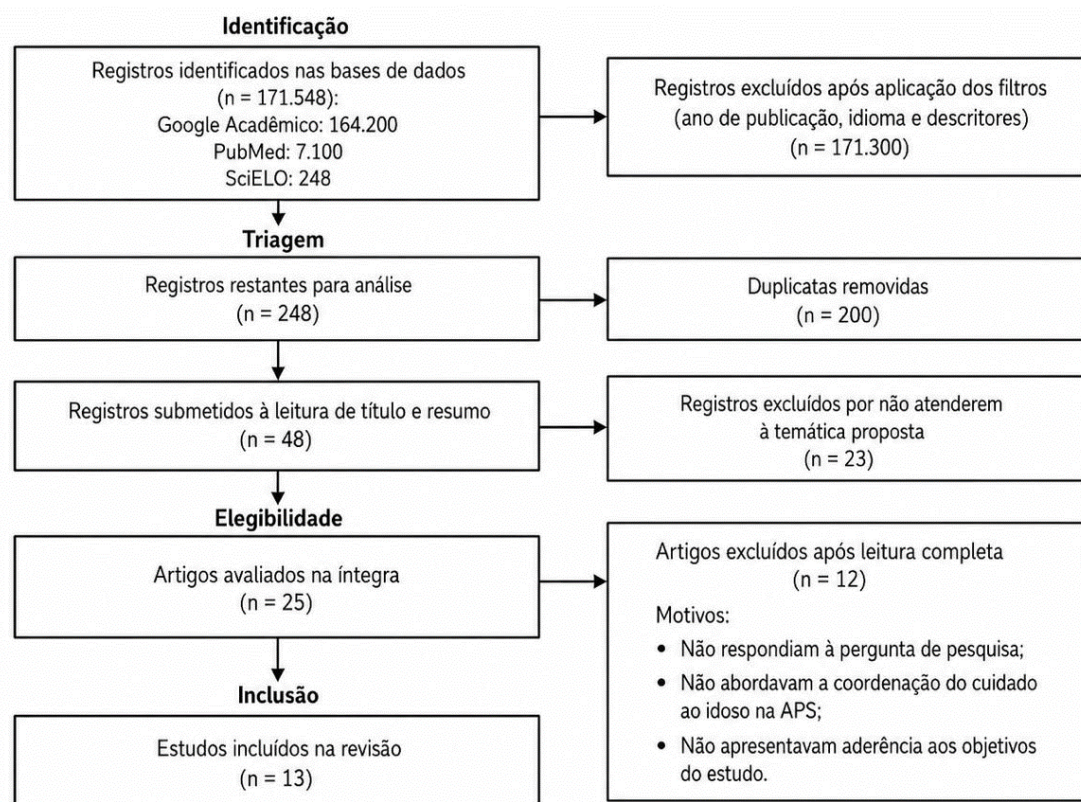 Identificação
Registros identificados nas bases de dados
(n = 171.548):
Google Acadêmico: 164.200
PubMed: 7.100
SciELO: 248
Registros excluídos após aplicação dos filtros
(ano de publicação, idioma e descritores)
(n = 171.300)
Triagem
Registros restantes para análise
(n = 248)
Duplicatas removidas
(n = 200)
Registros submetidos à leitura de título e resumo
(n = 48)
Registros excluídos por não atenderem
à temática proposta
(n = 23)
Elegibilidade
Artigos avaliados na íntegra
(n = 25)
Artigos excluídos após leitura completa
(n = 12)
Motivos:
• Não respondiam à pergunta de pesquisa;
• Não abordavam a coordenação do cuidado
ao idoso na APS;
• Não apresentavam aderência aos objetivos
do estudo.
Inclusão
Estudos incluídos na revisão
(n = 13)